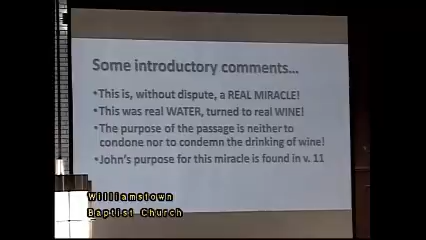 Some introductory comments...
•This is, without dispute, a REAL MIRACLE!
•This was real WATER, turned to real WINE!
•The purpose of the passage is neither to
condone nor to condemn the drinking of wine!
•John's purpose for this miracle is found in v. 11
Williamstown
Baptist Church